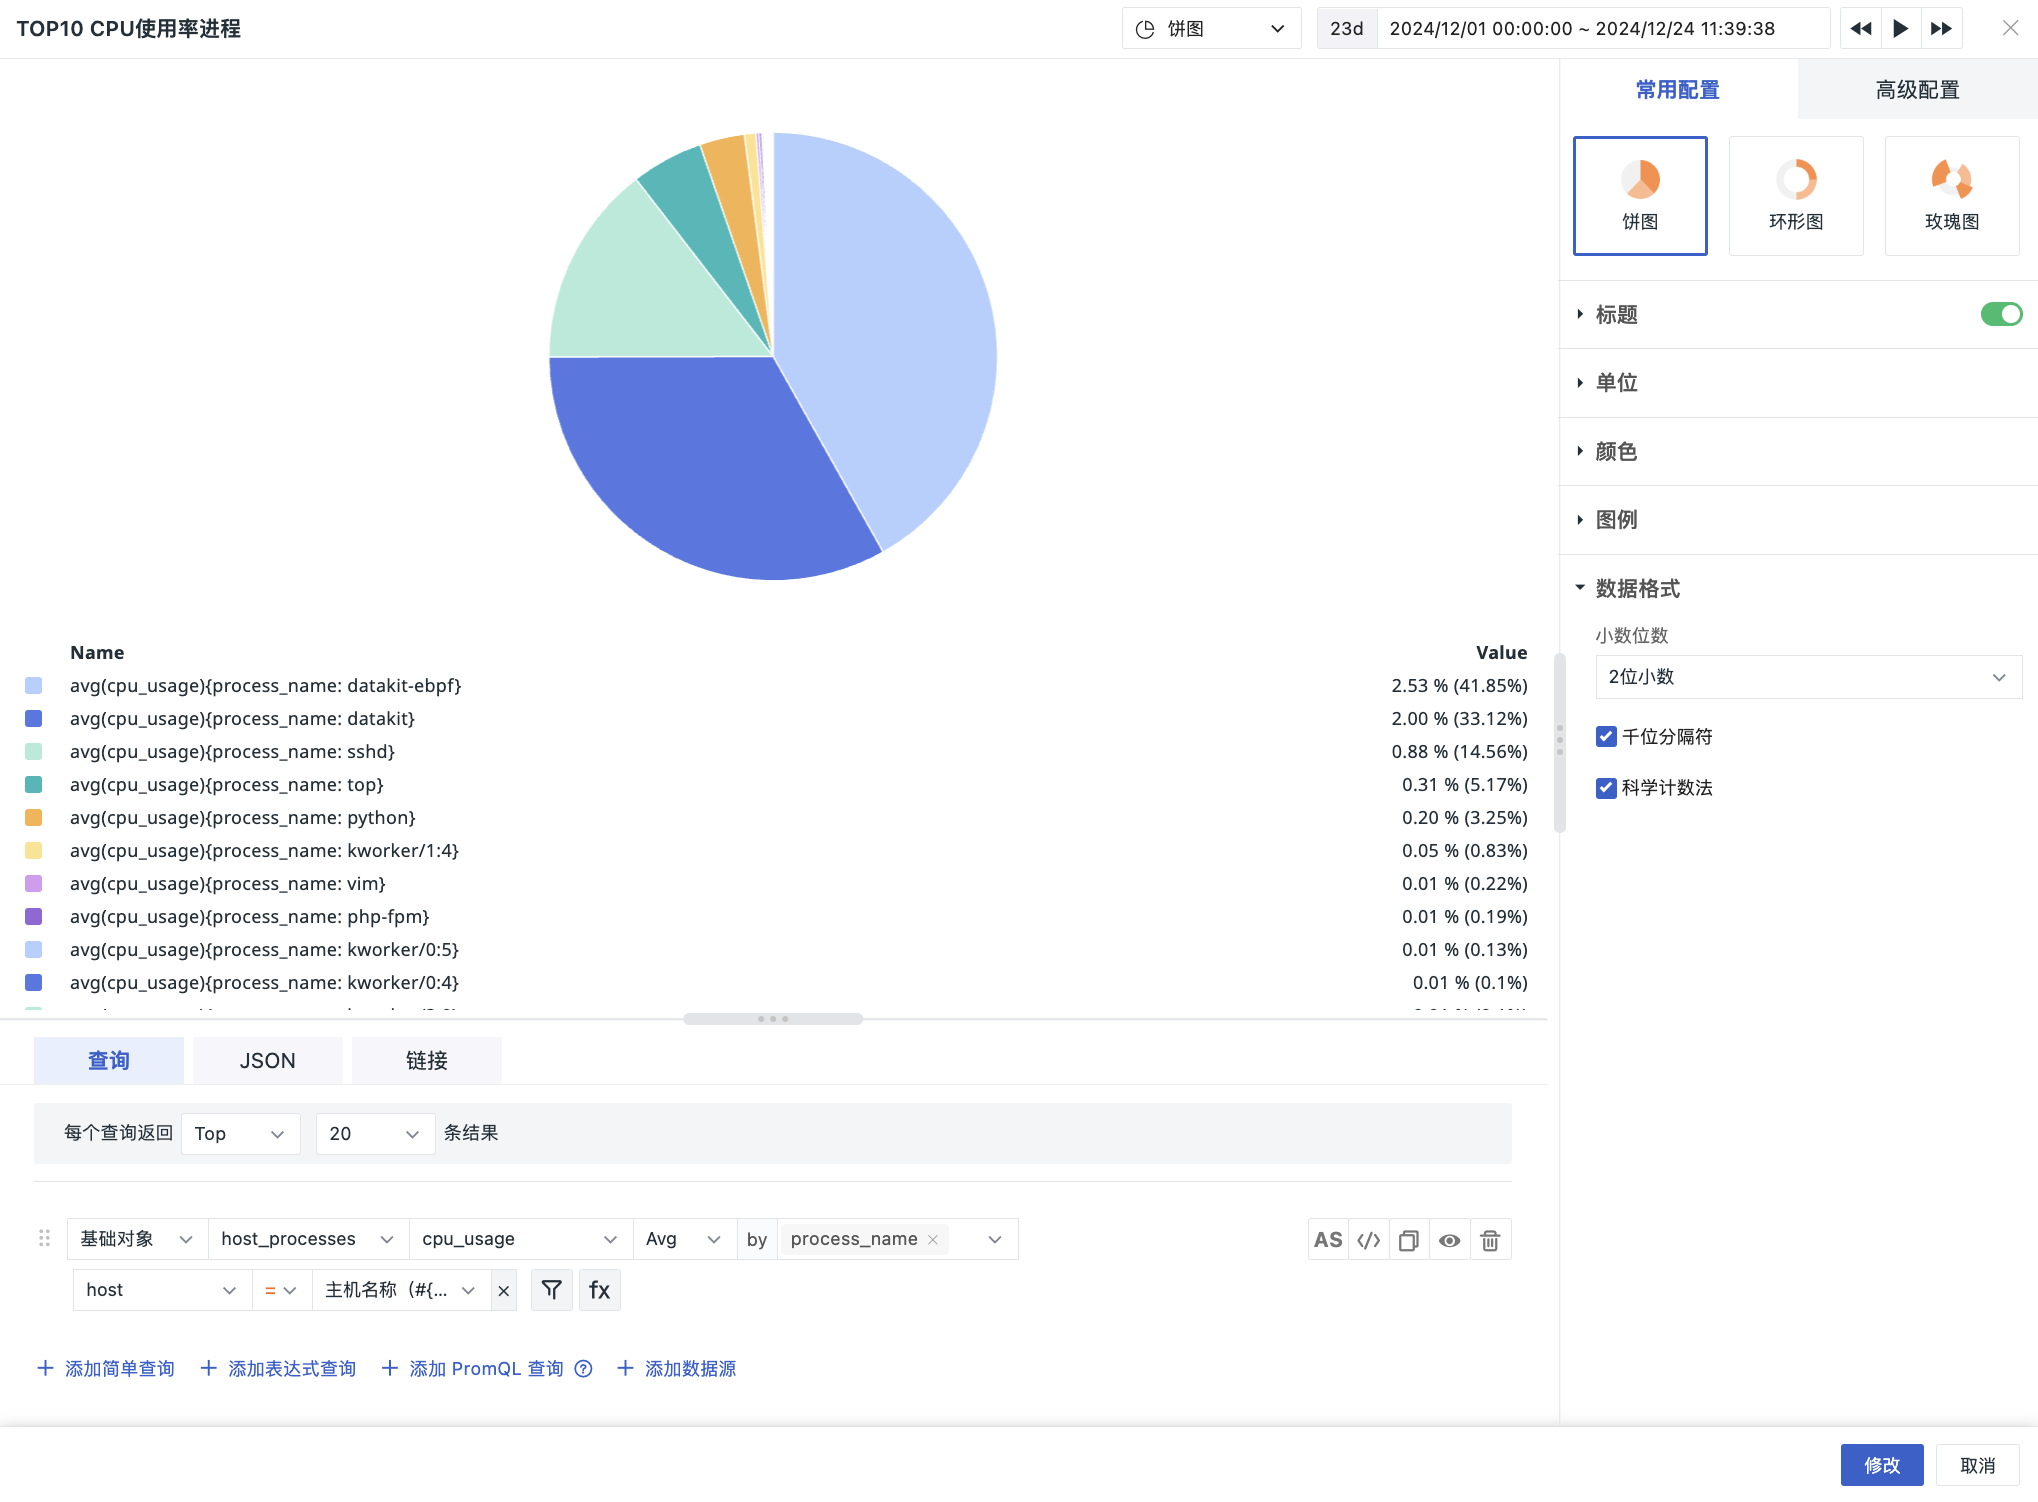 TOP10 CPU使用率进程
饼图
23d
2024/12/01 00:00:00 ~ 2024/12/24 11:39:38
常用配置
高级配置
饼图
环形图
玫瑰图
标题
单位
颜色
图例
数据格式
小数位数
2位小数
千位分隔符
科学计数法
Name Value
avg(cpu_usage){process_name: datakit-ebpf} 2.53 % (41.85%)
avg(cpu_usage){process_name: datakit} 2.00 % (33.12%)
avg(cpu_usage){process_name: sshd} 0.88 % (14.56%)
avg(cpu_usage){process_name: top} 0.31 % (5.17%)
avg(cpu_usage){process_name: python} 0.20 % (3.25%)
avg(cpu_usage){process_name: kworker/1:4} 0.05 % (0.83%)
avg(cpu_usage){process_name: vim} 0.01 % (0.22%)
avg(cpu_usage){process_name: php-fpm} 0.01 % (0.19%)
avg(cpu_usage){process_name: kworker/0:5} 0.01 % (0.13%)
avg(cpu_usage){process_name: kworker/0:4} 0.01 % (0.1%)
查询
JSON
链接
每个查询返回 Top 20 条结果
基础对象 host_processes cpu_usage Avg by process_name AS </>
host = 主机名称（#{... fx
添加简单查询 添加表达式查询 添加 PromQL 查询 添加数据源
修改
取消